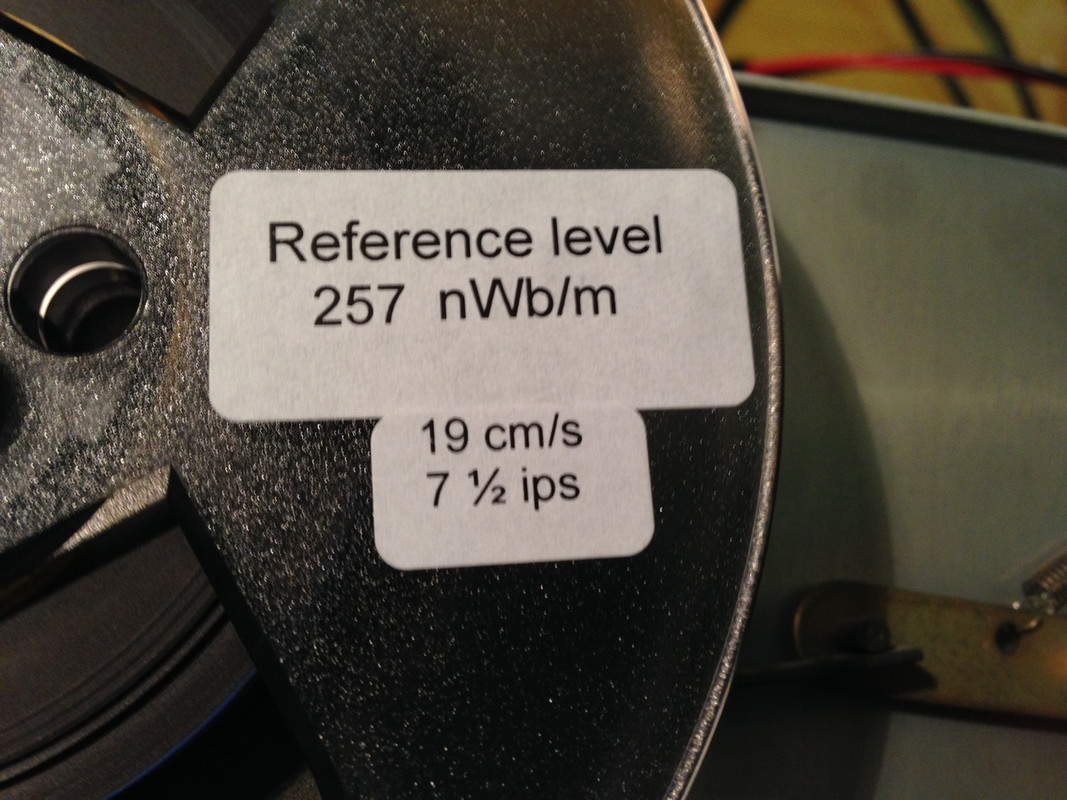 Reference level
257 nWb/m
19 cm/s
7 ½ ips